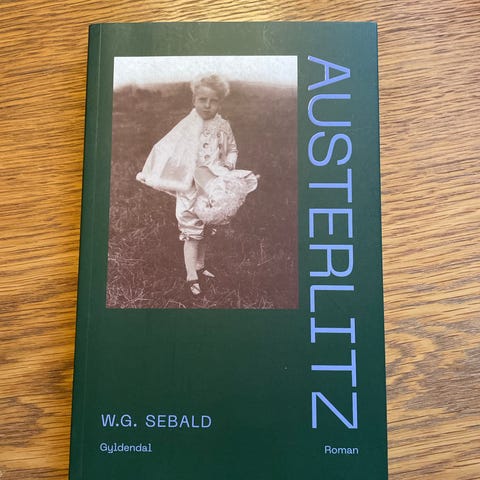 AUSTERLITZ
W.G. SEBALD
Gyldendal
Roman